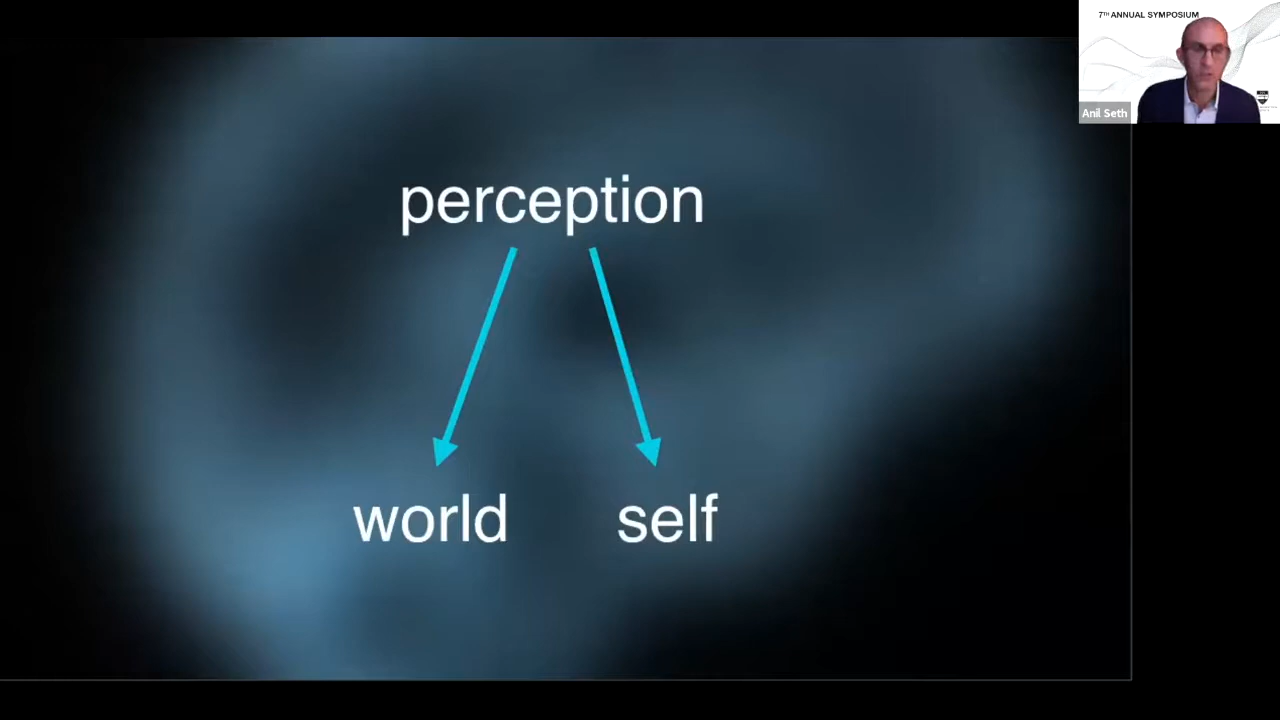 7TH ANNUAL SYMPOSIUM
Anil Seth
perception
world
self